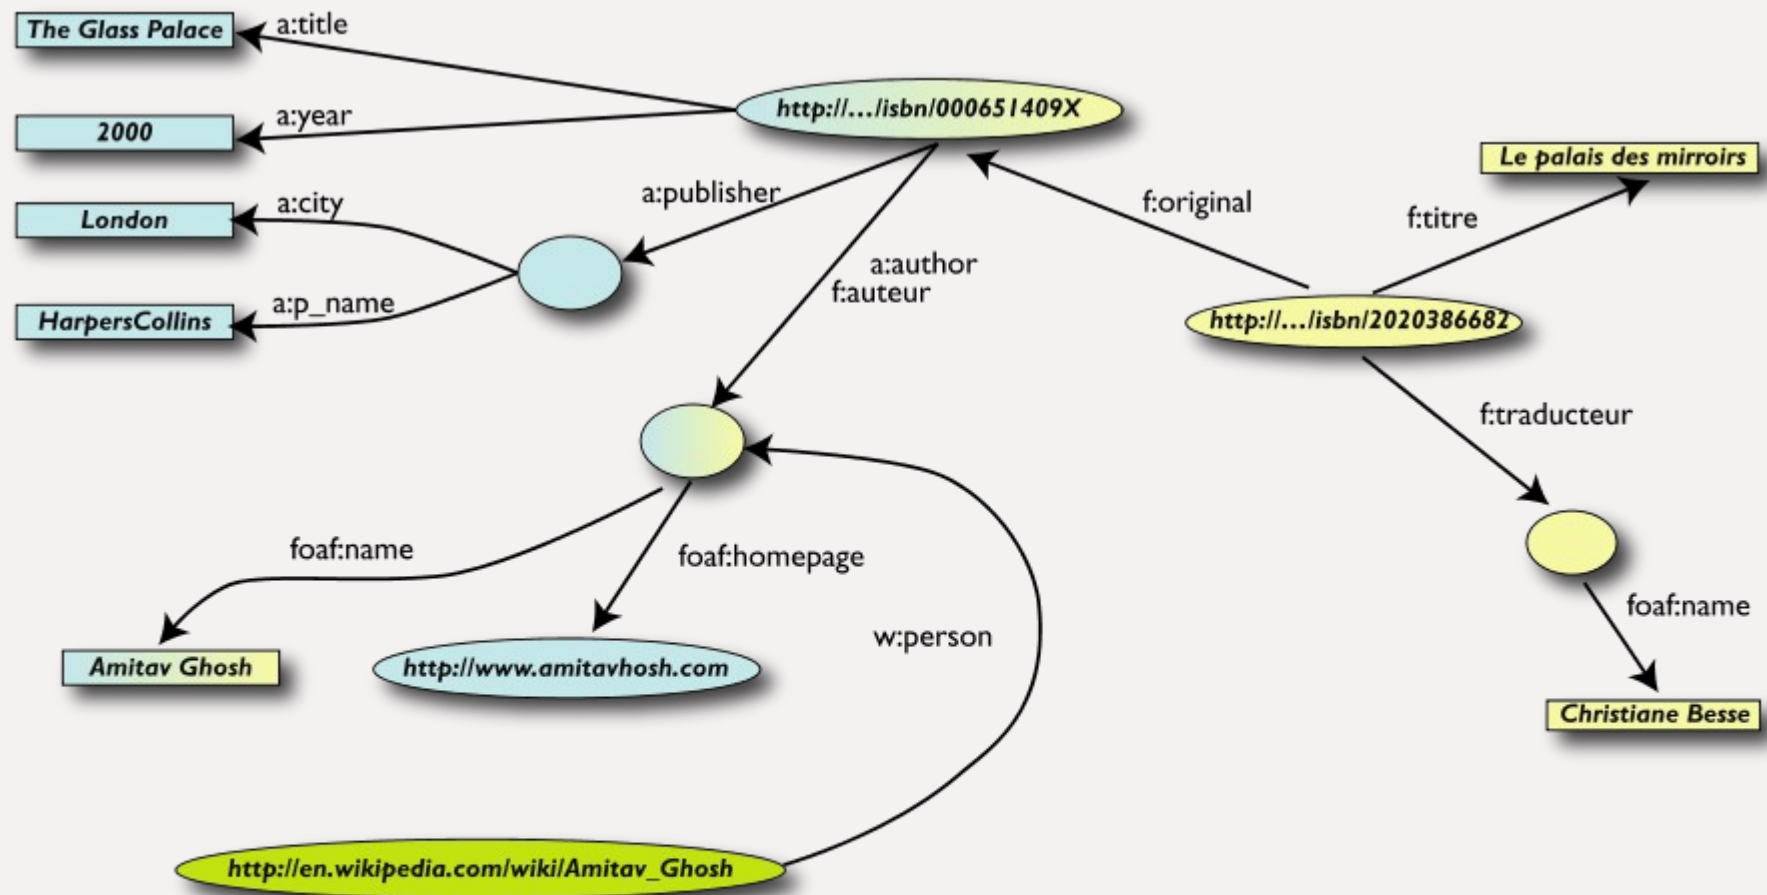 The Glass Palace
a:title
http://…/isbn/000651409X
2000
a:year
Le palais des mirroirs
a:publisher
f:original
f:titre
London
a:city
a:author
f:auteur
HarpersCollins
a:p_name
http://…/isbn/2020386682
f:traducteur
foaf:name
foaf:homepage
foaf:name
w:person
Amitav Ghosh
http://www.amitavhosh.com
Christiane Besse
http://en.wikipedia.com/wiki/Amitav_Ghosh